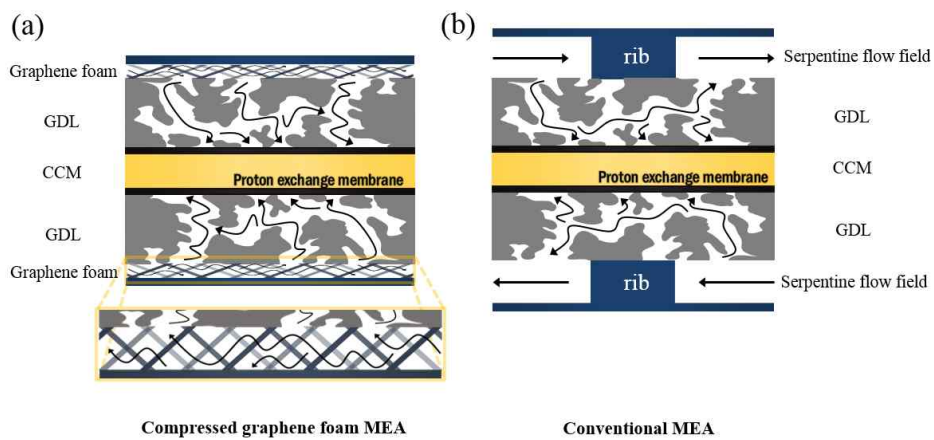 (a)
Graphene foam
GDL
CCM
Proton exchange membrane
GDL
Graphene foam
Compressed graphene foam MEA
(b)
rib
Serpentine flow field
GDL
CCM
Proton exchange membrane
GDL
rib
Serpentine flow field
Conventional MEA